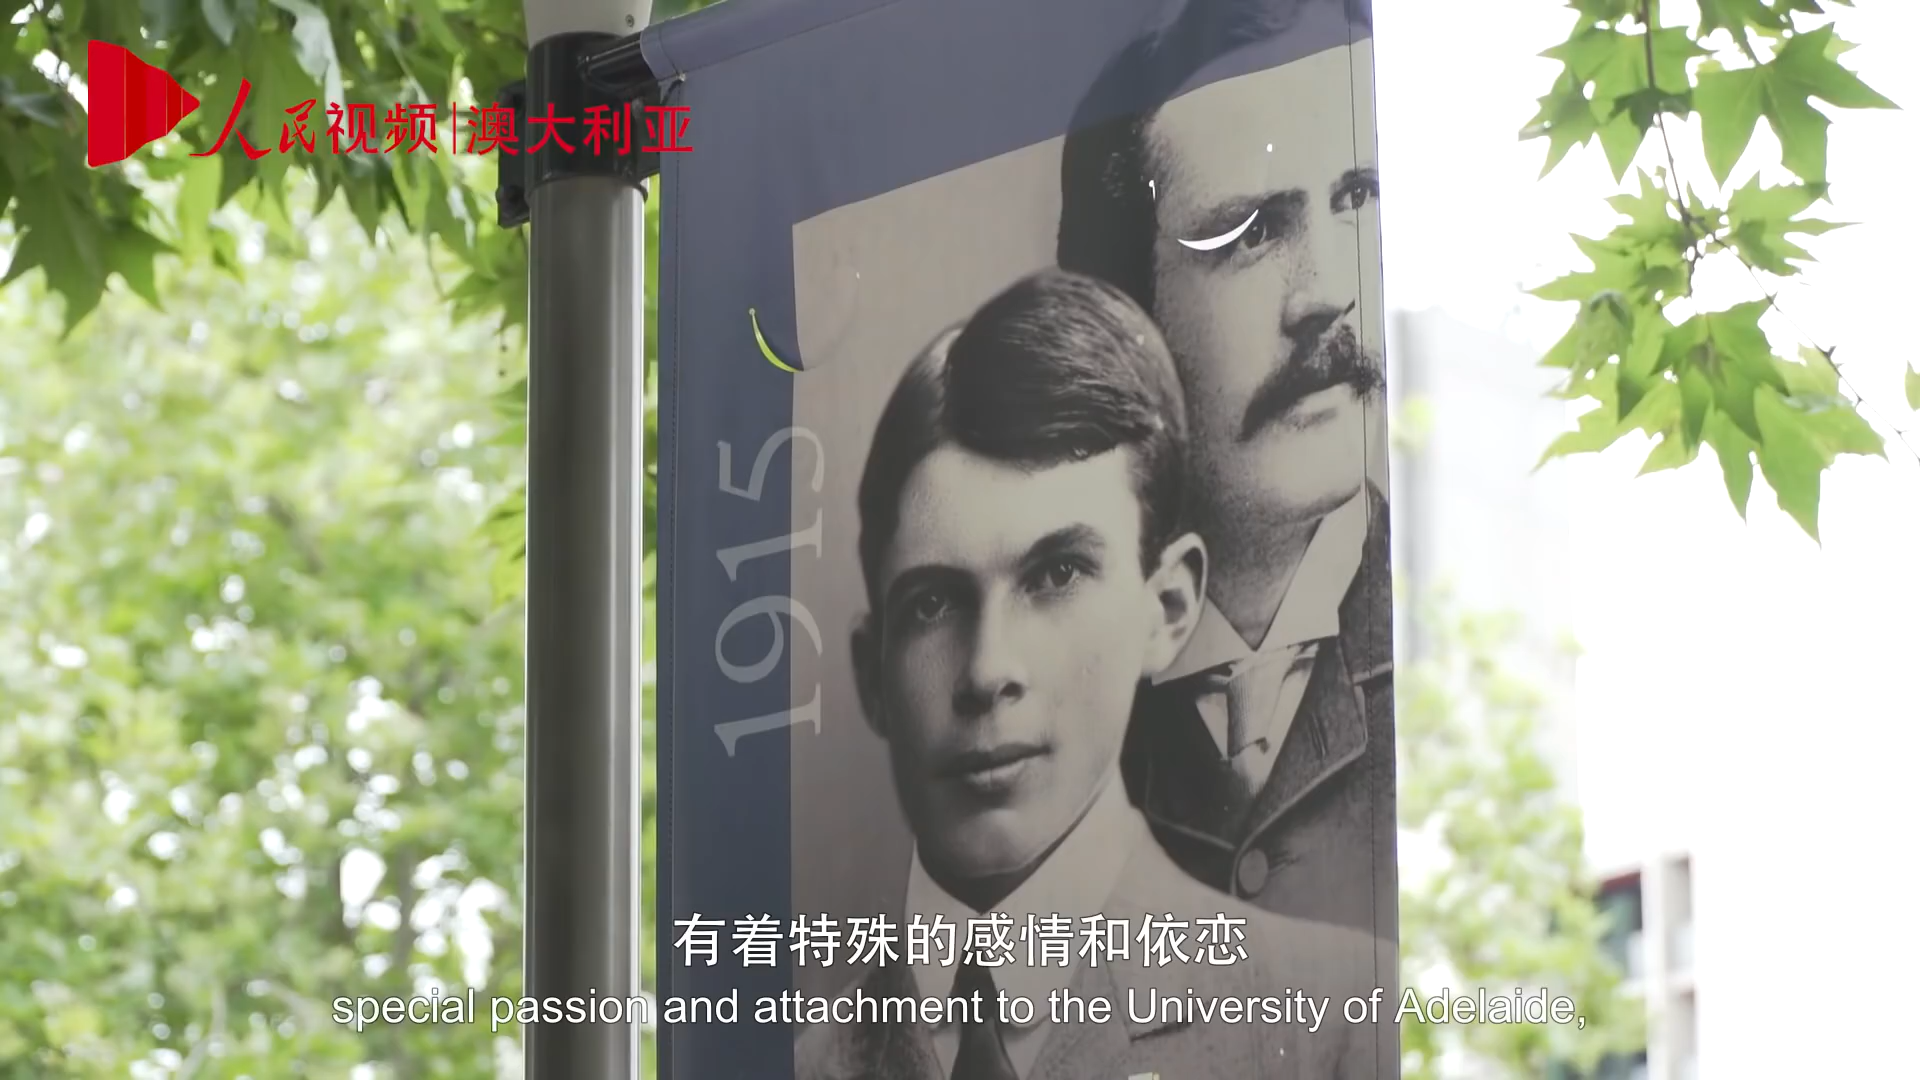 人民视频|澳大利亚
1915
有着特殊的感情和依恋
special passion and attachment to the University of Adelaide,